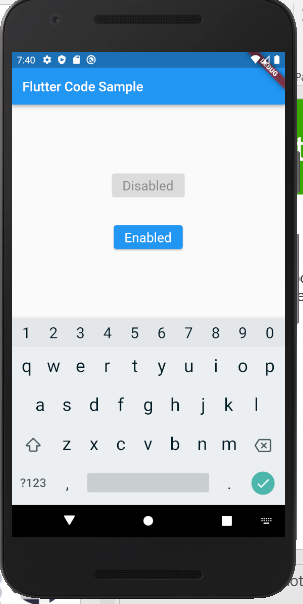 7:40
DEBUG
Flutter Code Sample
Disabled
Enabled
1 2 3 4 5 6 7 8 9 0
q w e r t y u i o p
a s d f g h j k l
z x c v b n m
?123 , .